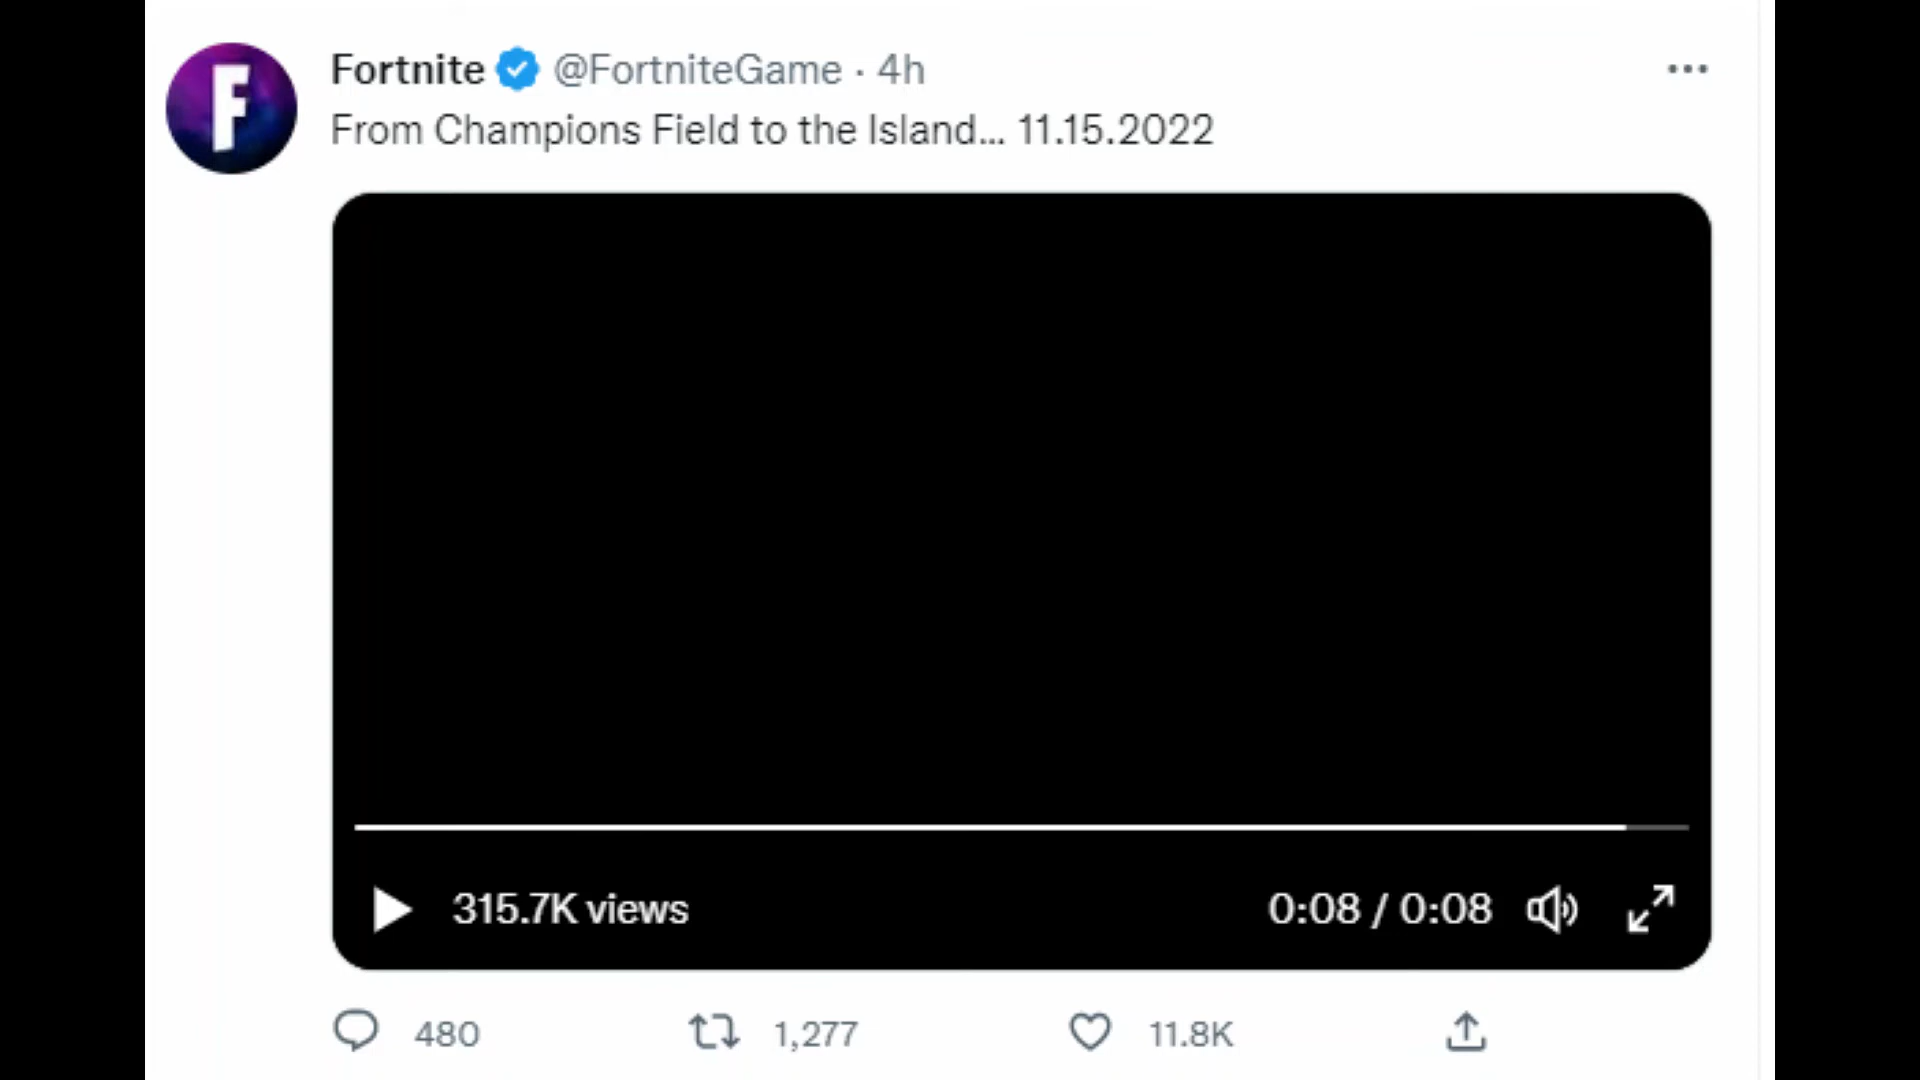 F
Fortnite @FortniteGame · 4h
From Champions Field to the Island... 11.15.2022
315.7K views
0:08 / 0:08
480
1,277
11.8K